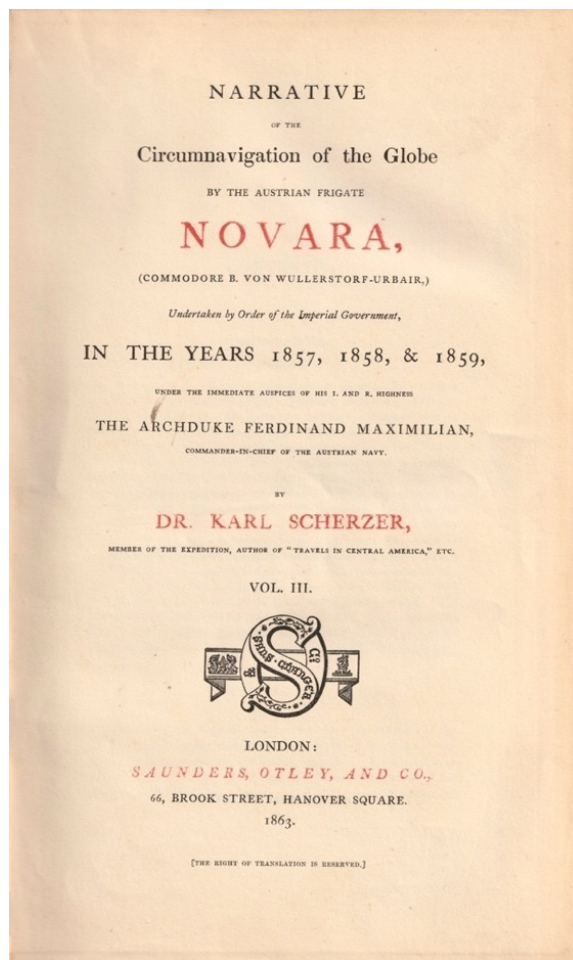 NARRATIVE
OF THE
Circumnavigation of the Globe
BY THE AUSTRIAN FRIGATE
NOVARA,
(COMMODORE B. VON WULLERSTORF-URBAIR,)
Undertaken by Order of the Imperial Government,
IN THE YEARS 1857, 1858, & 1859,
UNDER THE IMMEDIATE AUSPICES OF HIS I. AND R. HIGHNESS
THE ARCHDUKE FERDINAND MAXIMILIAN,
COMMANDER-IN-CHIEF OF THE AUSTRIAN NAVY.
BY
DR. KARL SCHERZER,
MEMBER OF THE EXPEDITION, AUTHOR OF "TRAVELS IN CENTRAL AMERICA," ETC.
VOL. III.
SANS CHANGER
LONDON:
SAUNDERS, OTLEY, AND CO.,
66, BROOK STREET, HANOVER SQUARE.
1863.
[THE RIGHT OF TRANSLATION IS RESERVED.]